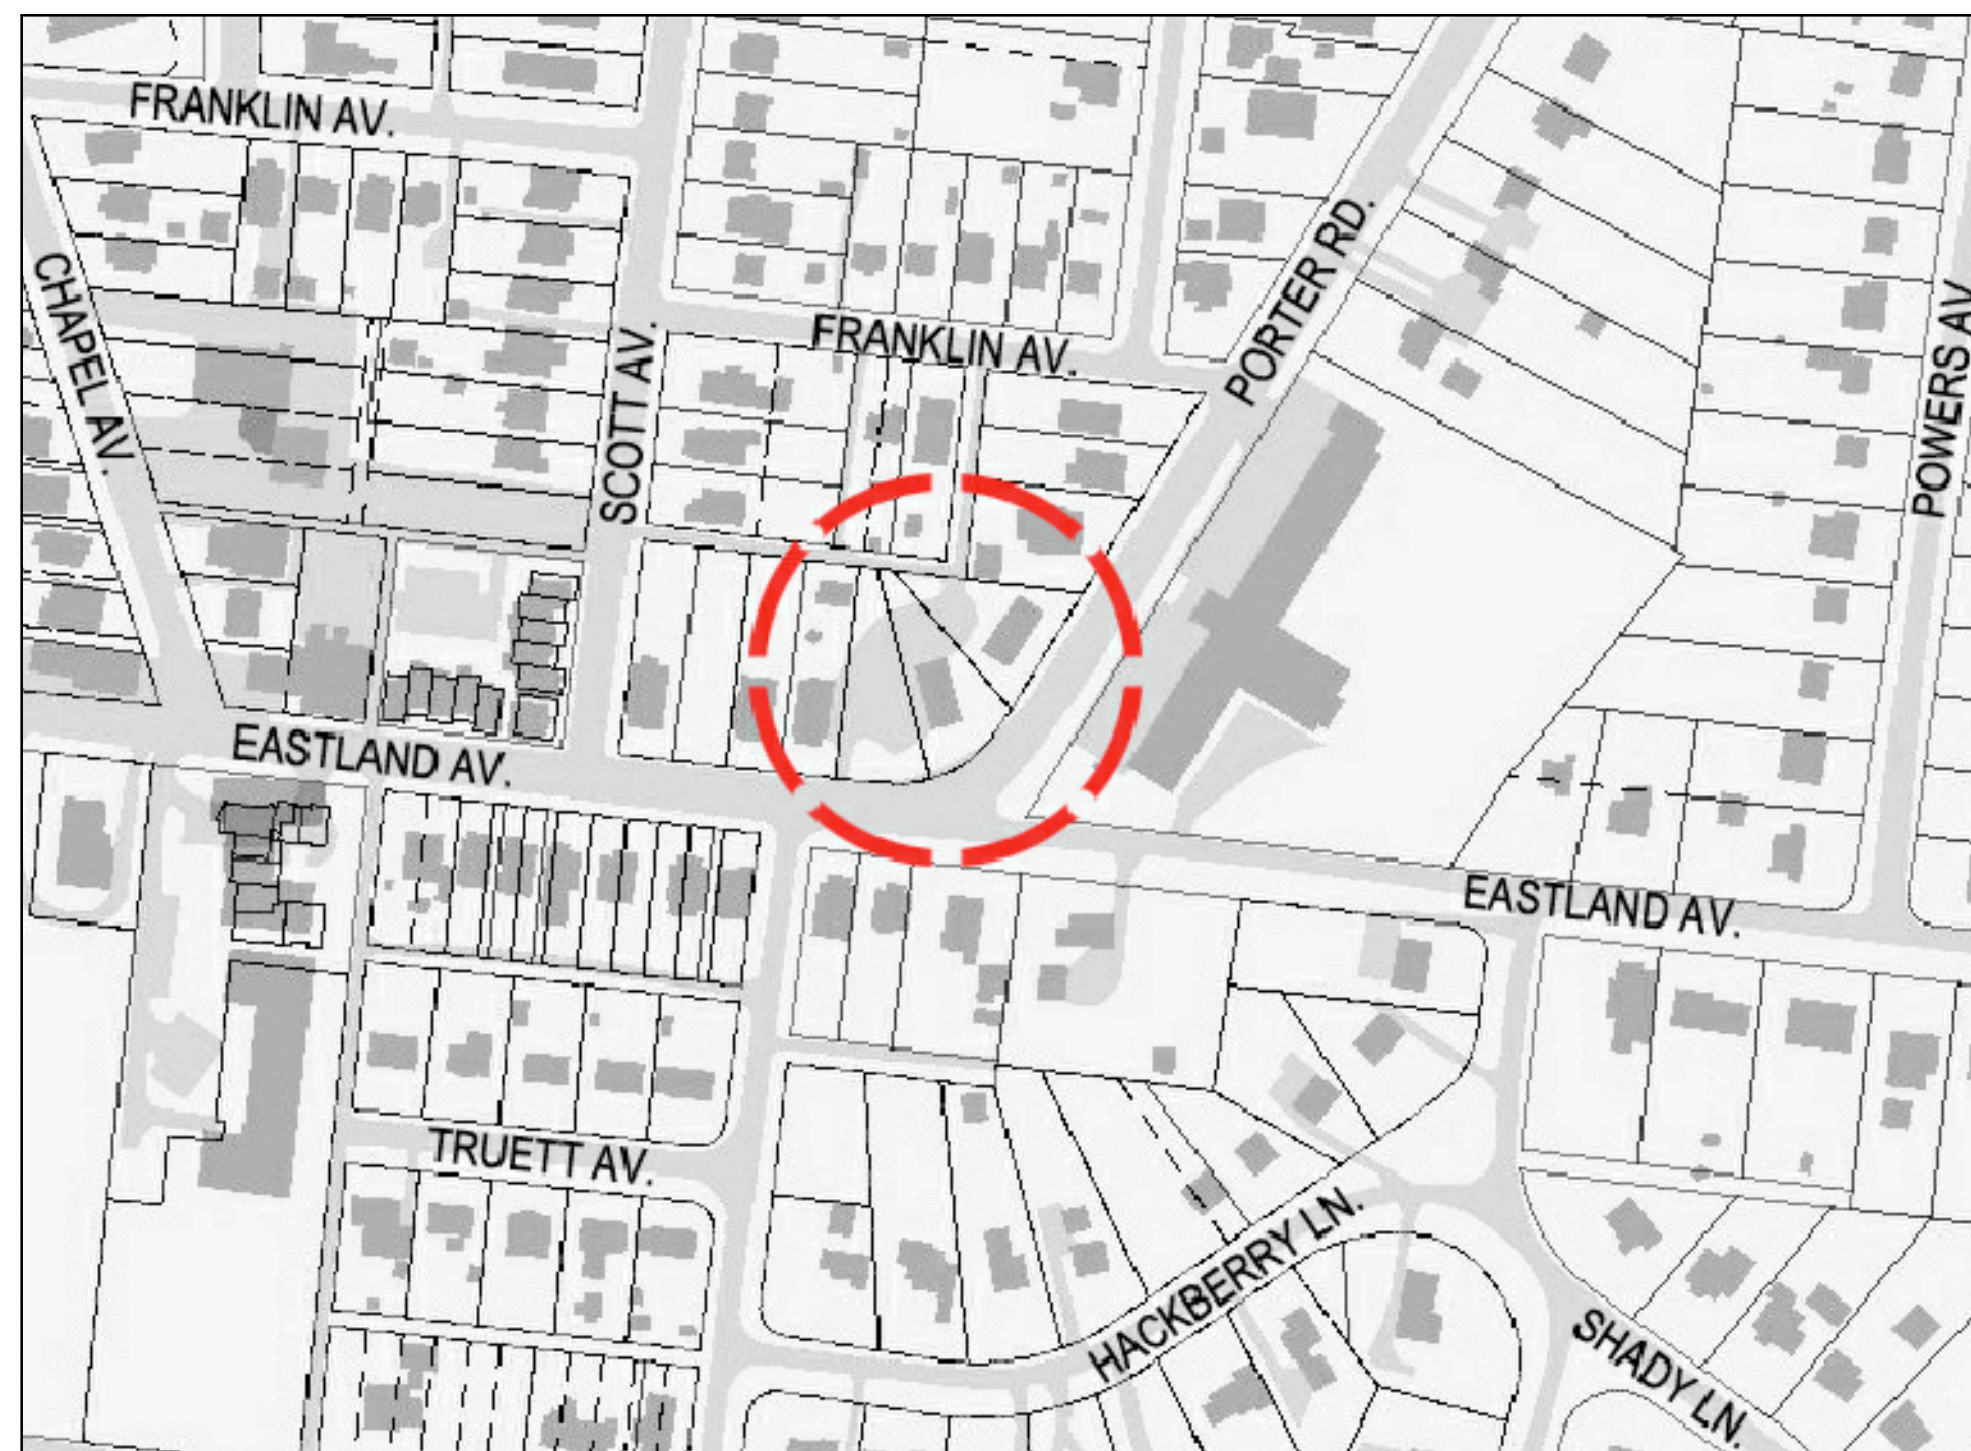 FRANKLIN AV.
CHAPEL AV.
SCOTT AV.
FRANKLIN AV.
PORTER RD.
POWERS AV
EASTLAND AV.
EASTLAND AV.
TRUETT AV.
HACKBERRY LN.
SHADY LN.